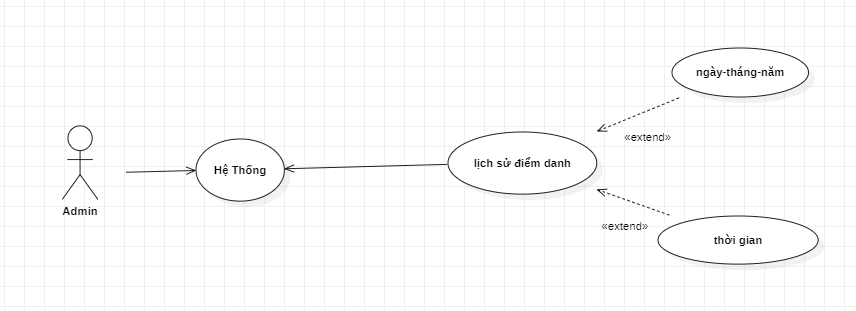 ngày-tháng-năm
«extend»
lịch sử điểm danh
Hệ Thống
Admin
«extend»
thời gian